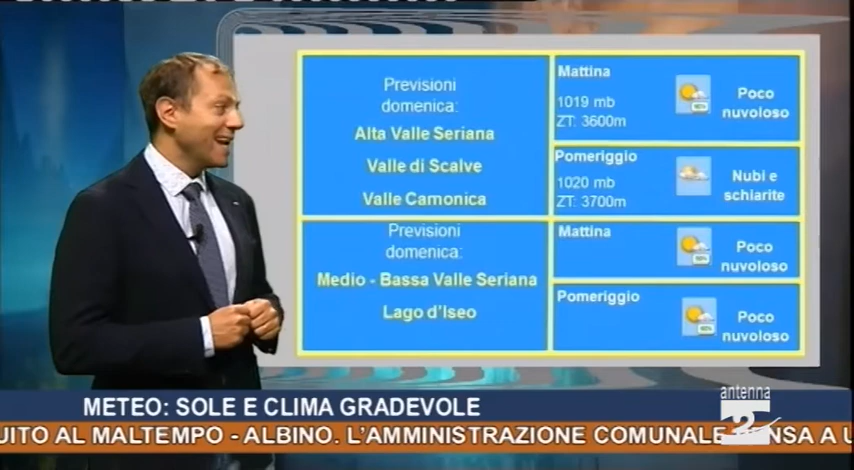 Previsioni
domenica:
Alta Valle Seriana
Valle di Scalve
Valle Camonica
Mattina
1019 mb
ZT: 3600m
Poco
nuvoloso
Pomeriggio
1020 mb
ZT: 3700m
Nubi e
schiarite
Previsioni
domenica:
Medio - Bassa Valle Seriana
Lago d'Iseo
Mattina
Poco
nuvoloso
Pomeriggio
Poco
nuvoloso
METEO: SOLE E CLIMA GRADEVOLE
antenna
2
UITO AL MALTEMPO - ALBINO. L'AMMINISTRAZIONE COMUNALE NSA A U